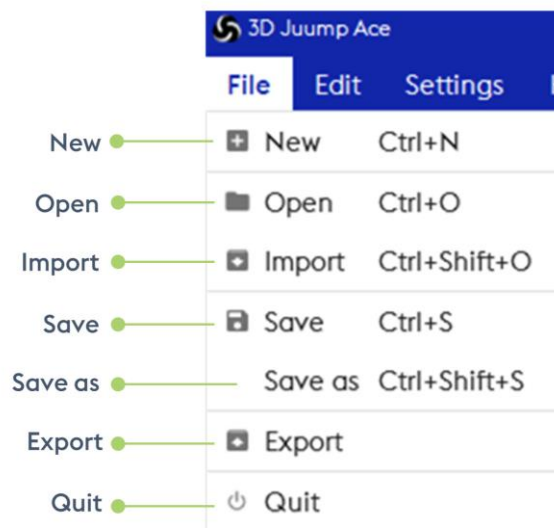 3D Juump Ace
File Edit Settings
New New Ctrl+N
Open Open Ctrl+O
Import Import Ctrl+Shift+O
Save Save Ctrl+S
Save as Save as Ctrl+Shift+S
Export Export
Quit Quit